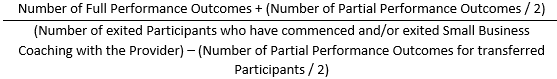 Number of Full Performance Outcomes + (Number of Partial Performance Outcomes / 2)
(Number of exited Participants who have commenced and/or exited Small Business
Coaching with the Provider) – (Number of Partial Performance Outcomes for transferred
Participants / 2)